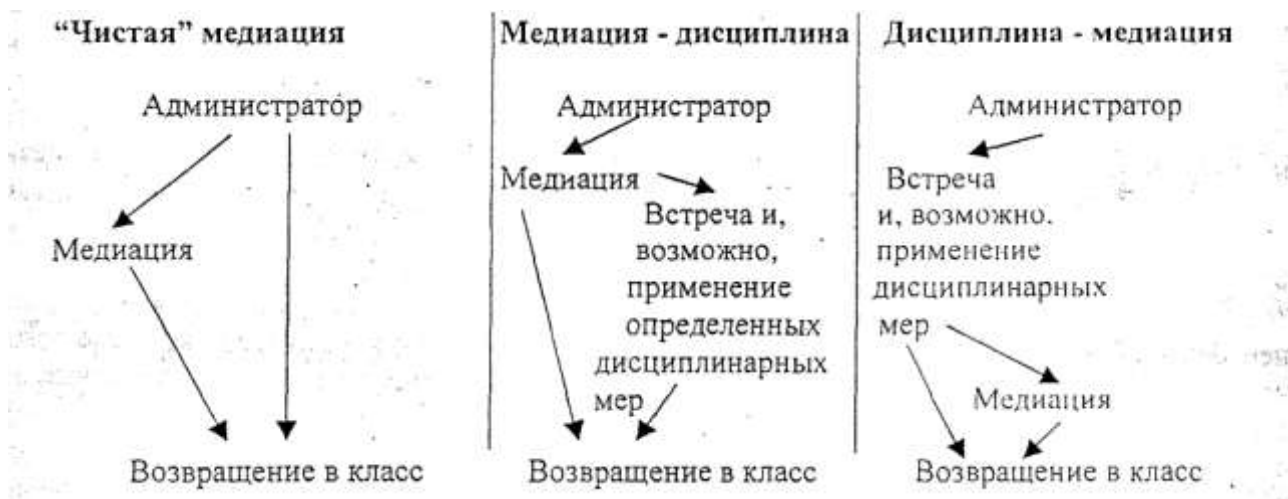 “Чистая” медиация
Администратор
Медиация
Возвращение в класс
Медиация - дисциплина
Администратор
Медиация
Встреча и,
возможно,
применение
определенных
дисциплинарных
мер
Возвращение в класс
Дисциплина - медиация
Администратор
Встреча
и, возможно.
применение
дисциплинарных
мер
Медиация
Возвращение в класс